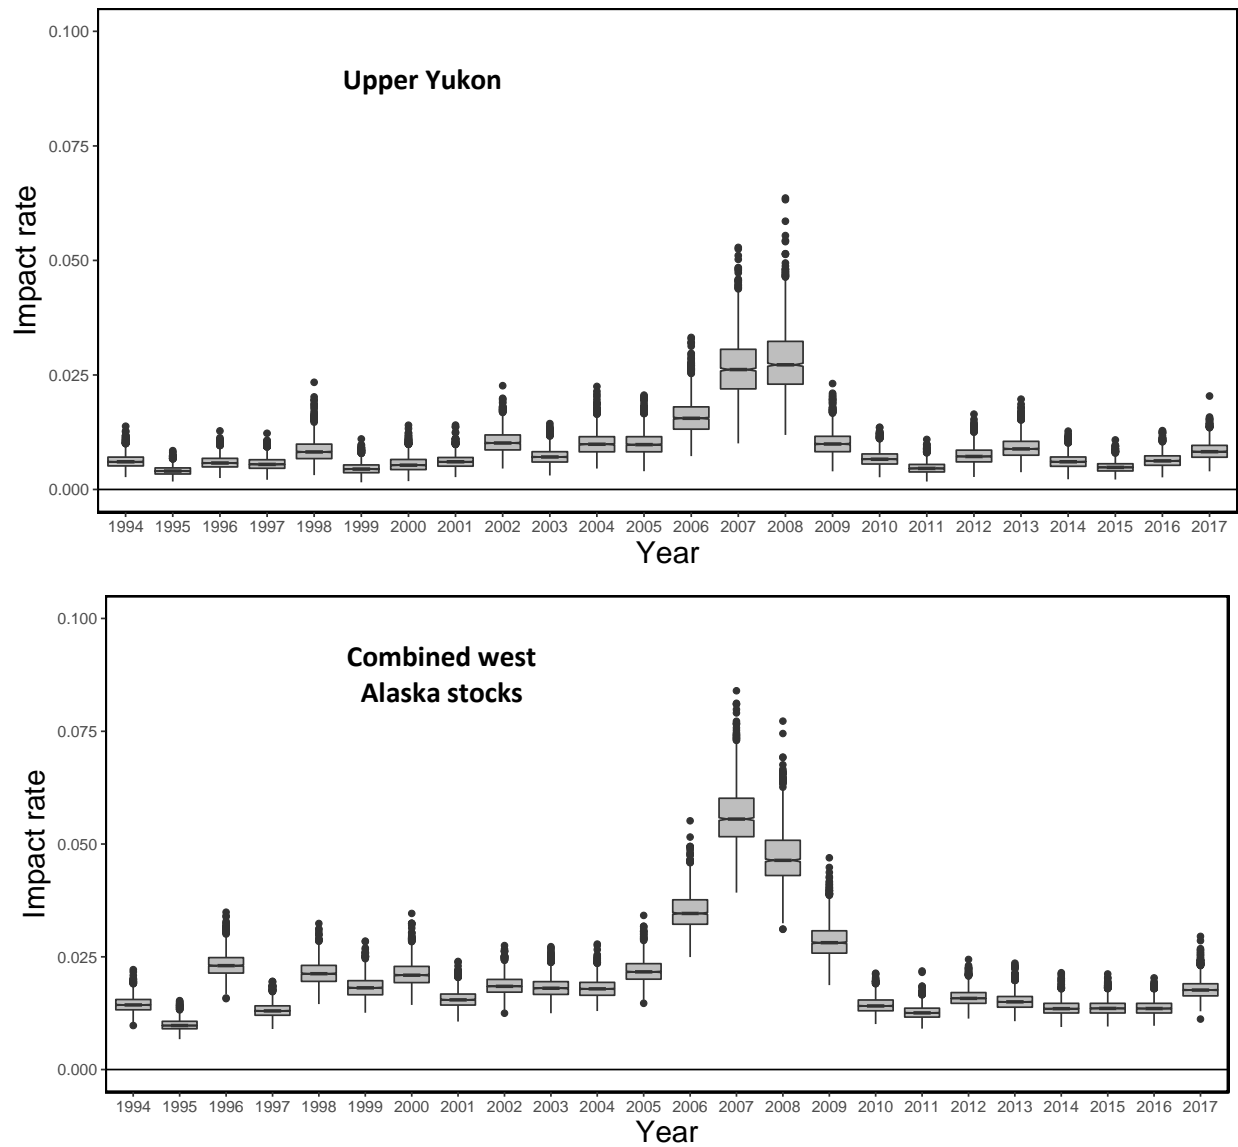 0.100
Upper Yukon
0.075
0.050
0.025
0.000
Impact rate
1994 1995 1996 1997 1998 1999 2000 2001 2002 2003 2004 2005 2006 2007 2008 2009 2010 2011 2012 2013 2014 2015 2016 2017
Year
0.100
Combined west
Alaska stocks
0.075
0.050
0.025
0.000
Impact rate
1994 1995 1996 1997 1998 1999 2000 2001 2002 2003 2004 2005 2006 2007 2008 2009 2010 2011 2012 2013 2014 2015 2016 2017
Year